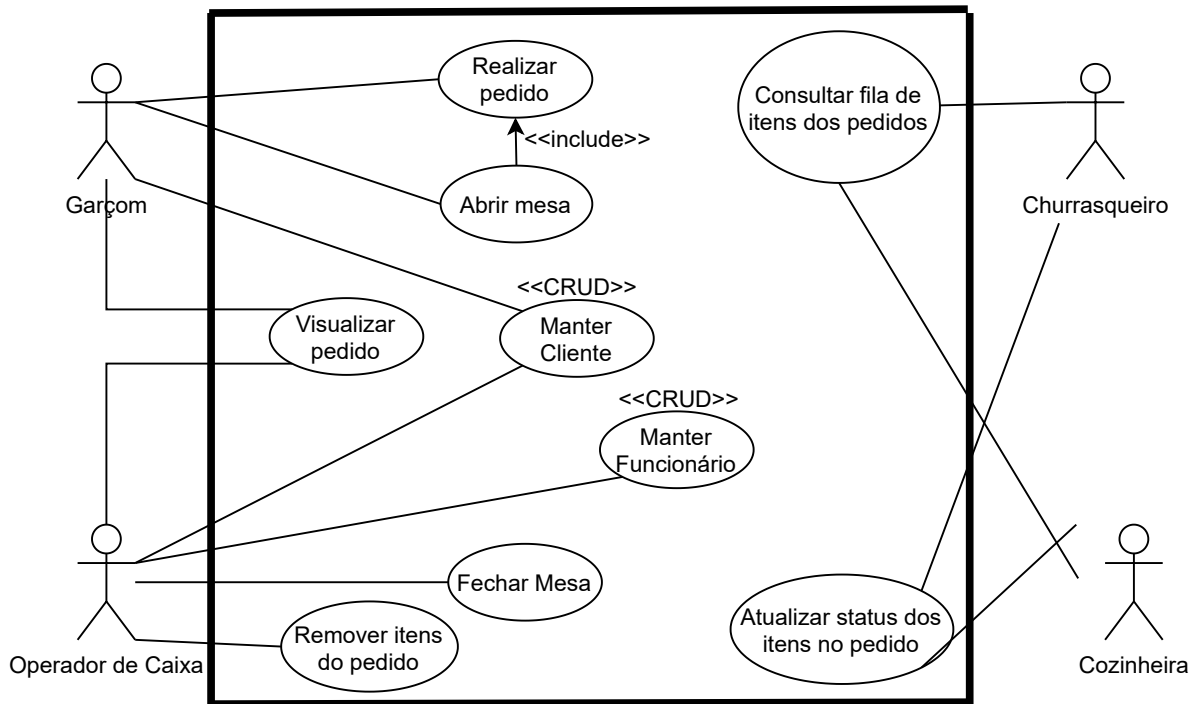 Realizar
pedido
Consultar fila de
itens dos pedidos
<<include>>
Garçom
Abrir mesa
Churrasqueiro
<<CRUD>>
Visualizar
pedido
Manter
Cliente
<<CRUD>>
Manter
Funcionário
Fechar Mesa
Remover itens
do pedido
Atualizar status dos
itens no pedido
Operador de Caixa
Cozinheira